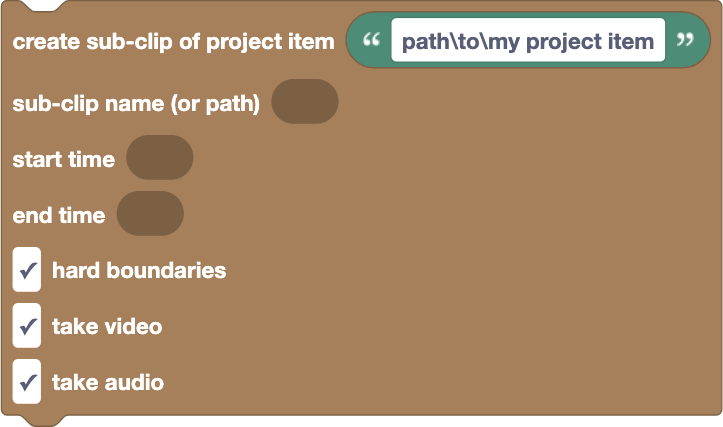 create sub-clip of project item “ path\to\my project item ”
sub-clip name (or path)
start time
end time
✓ hard boundaries
✓ take video
✓ take audio